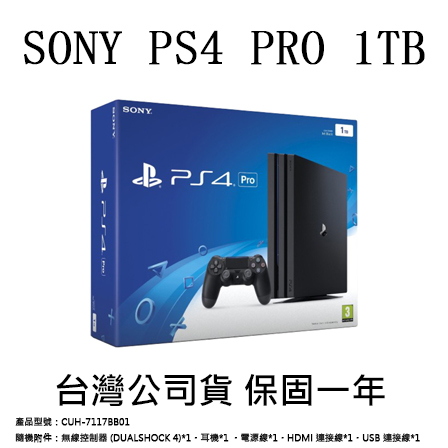 SONY PS4 PRO 1TB
SONY
1TB
PS4 Pro
3
台灣公司貨 保固一年
產品型號：CUH-7117BB01
隨機附件：無線控制器 (DUALSHOCK 4)*1、耳機*1 、電源線*1、HDMI 連接線*1、USB 連接線*1